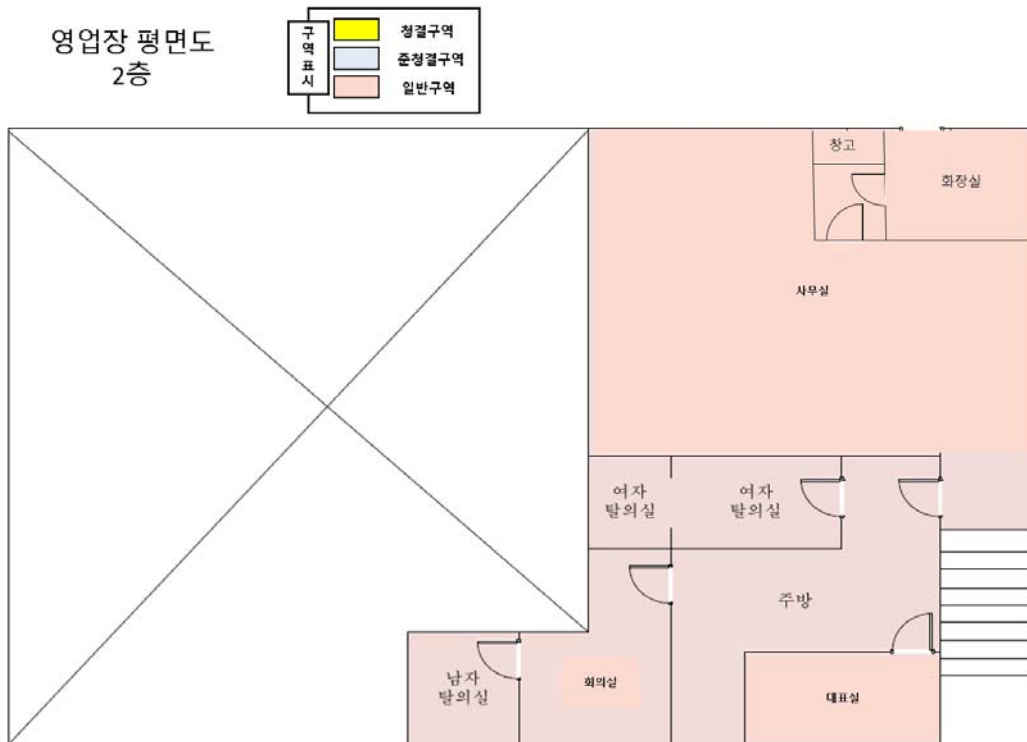 영업장 평면도
2층
구역표시
청결구역
준청결구역
일반구역
창고
화장실
사무실
여자
탈의실
여자
탈의실
주방
남자
탈의실
회의실
대표실